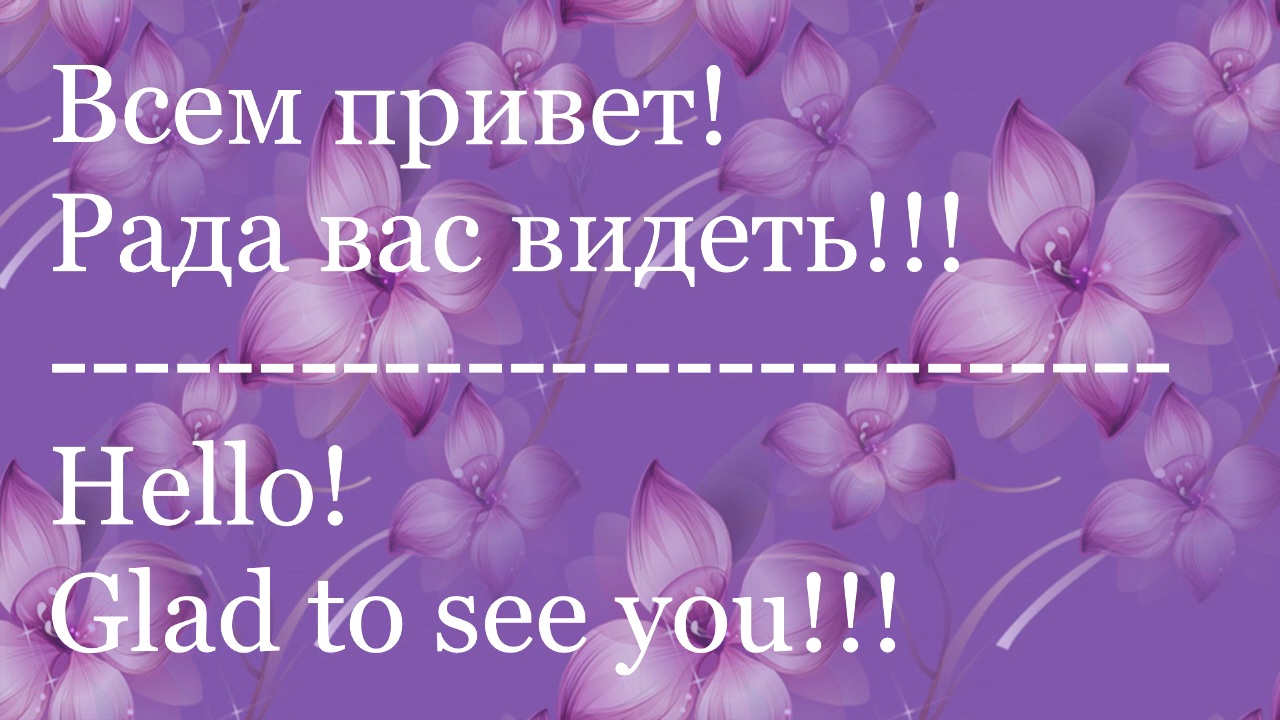 Всем привет!
Рада вас видеть!!!
---------------------------
Hello!
Glad to see you!!!